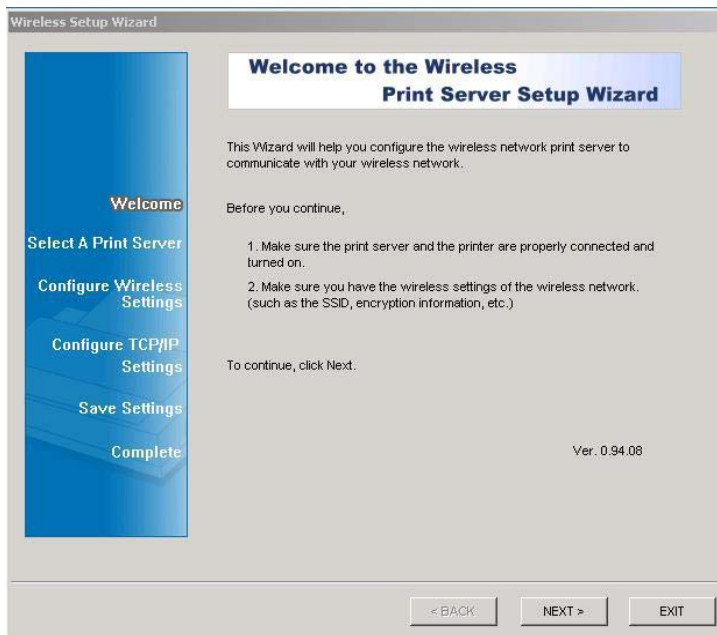 Wireless Setup Wizard
Welcome to the Wireless
Print Server Setup Wizard
This Wizard will help you configure the wireless network print server to
communicate with your wireless network.
Welcome
Before you continue,
Select A Print Server
1. Make sure the print server and the printer are properly connected and
turned on.
Configure Wireless
Settings
2. Make sure you have the wireless settings of the wireless network.
(such as the SSID, encryption information, etc.)
Configure TCP/IP
Settings
To continue, click Next.
Save Settings
Complete
Ver. 0.94.08
< BACK
NEXT >
EXIT